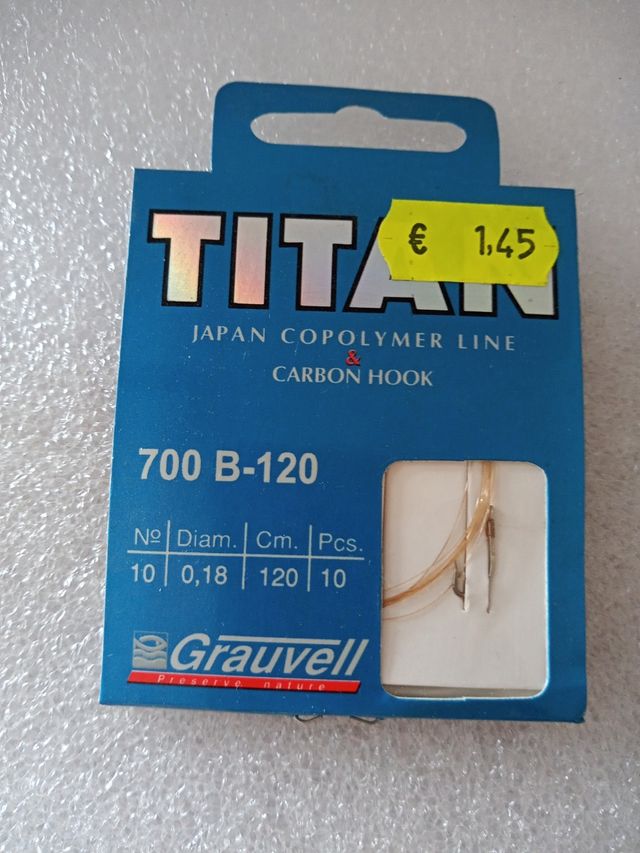 TITAN
€ 1,45
JAPAN COPOLYMER LINE
&
CARBON HOOK
700 B-120
Nº Diam. Cm. Pcs.
10 0,18 120 10
Grauvell
Preserve nature